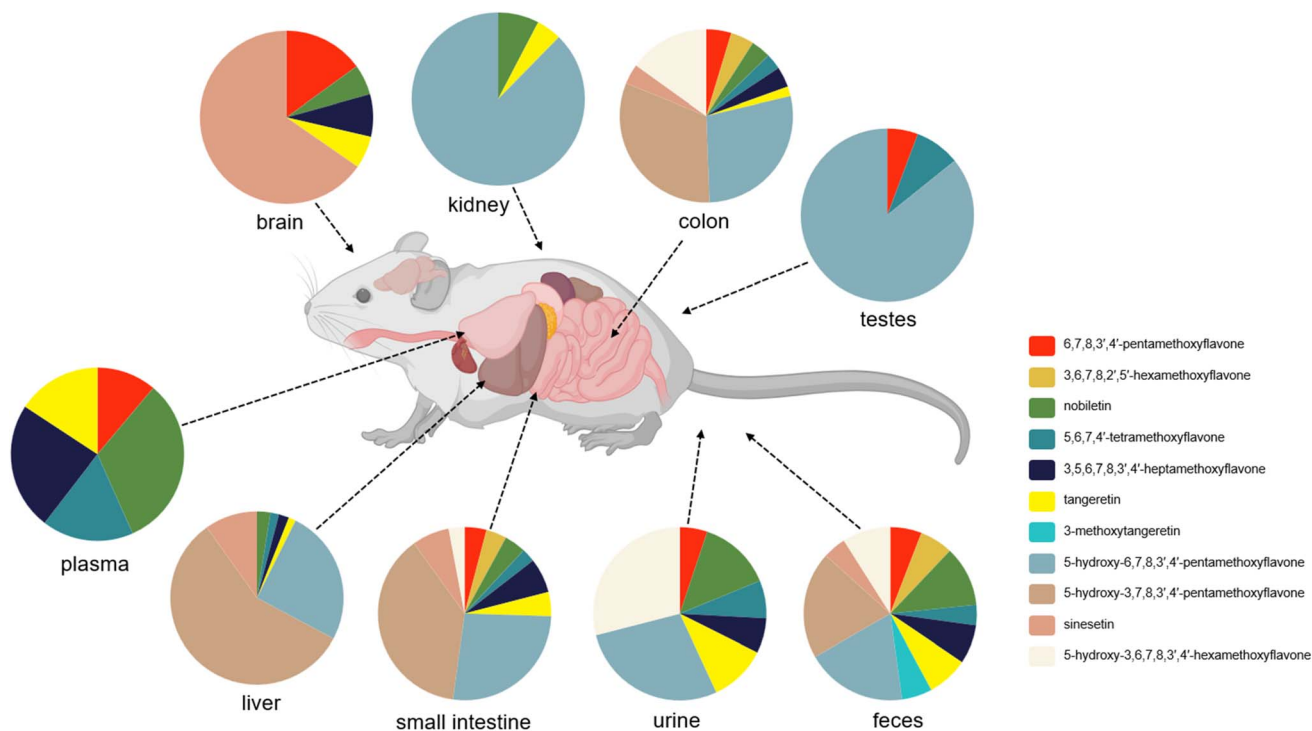 brain
kidney
colon
testes
plasma
liver
small intestine
urine
feces
6,7,8,3′,4′-pentamethoxyflavone
3,6,7,8,2′,5′-hexamethoxyflavone
nobiletin
5,6,7,4′-tetramethoxyflavone
3,5,6,7,8,3′,4′-heptamethoxyflavone
tangeretin
3-methoxytangeretin
5-hydroxy-6,7,8,3′,4′-pentamethoxyflavone
5-hydroxy-3,7,8,3′,4′-pentamethoxyflavone
sinesetin
5-hydroxy-3,6,7,8,3′,4′-hexamethoxyflavone